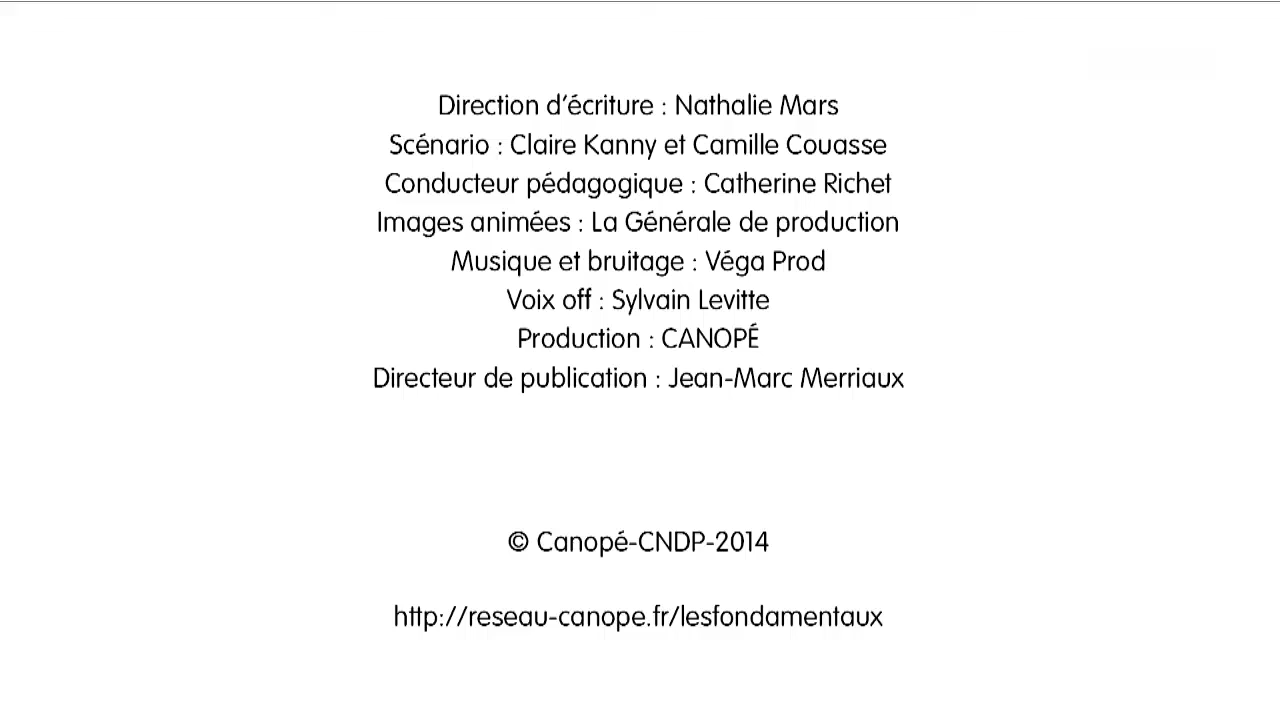 Direction d'écriture : Nathalie Mars
Scénario : Claire Kanny et Camille Couasse
Conducteur pédagogique : Catherine Richet
Images animées : La Générale de production
Musique et bruitage : Véga Prod
Voix off : Sylvain Levitte
Production : CANOPÉ
Directeur de publication : Jean-Marc Merriaux
© Canopé-CNDP-2014
http://reseau-canope.fr/lesfondamentaux